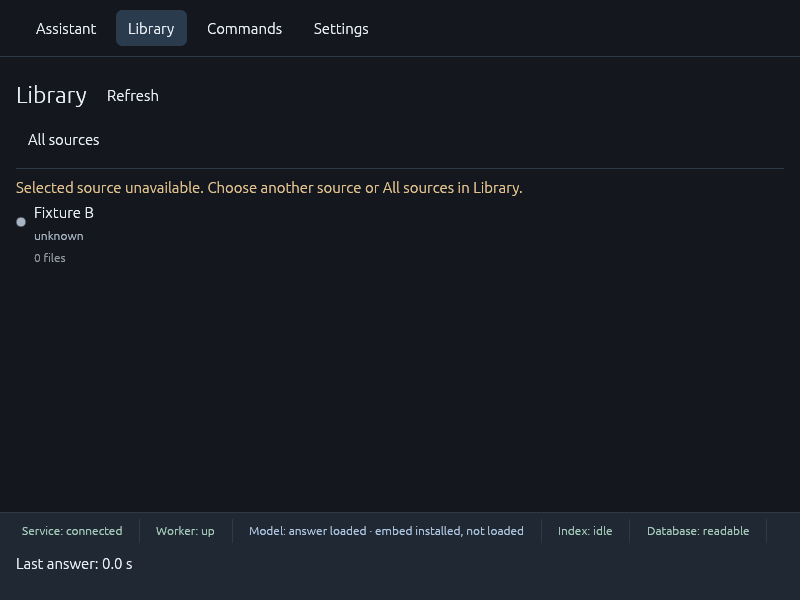 Assistant Library Commands Settings
Library Refresh
All sources
Selected source unavailable. Choose another source or All sources in Library.
Fixture B
unknown
0 files
Service: connected Worker: up Model: answer loaded · embed installed, not loaded Index: idle Database: readable
Last answer: 0.0 s